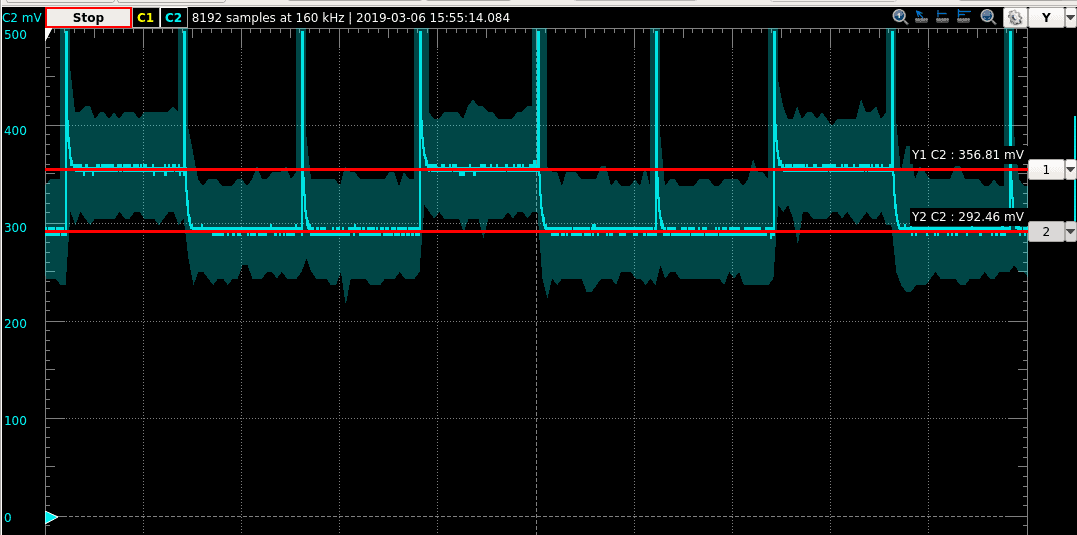 C2 mV Stop C1 C2 8192 samples at 160 kHz | 2019-03-06 15:55:14.084 Y
500
400
Y1 C2 : 356.81 mV
1
300
Y2 C2 : 292.46 mV
2
200
100
0